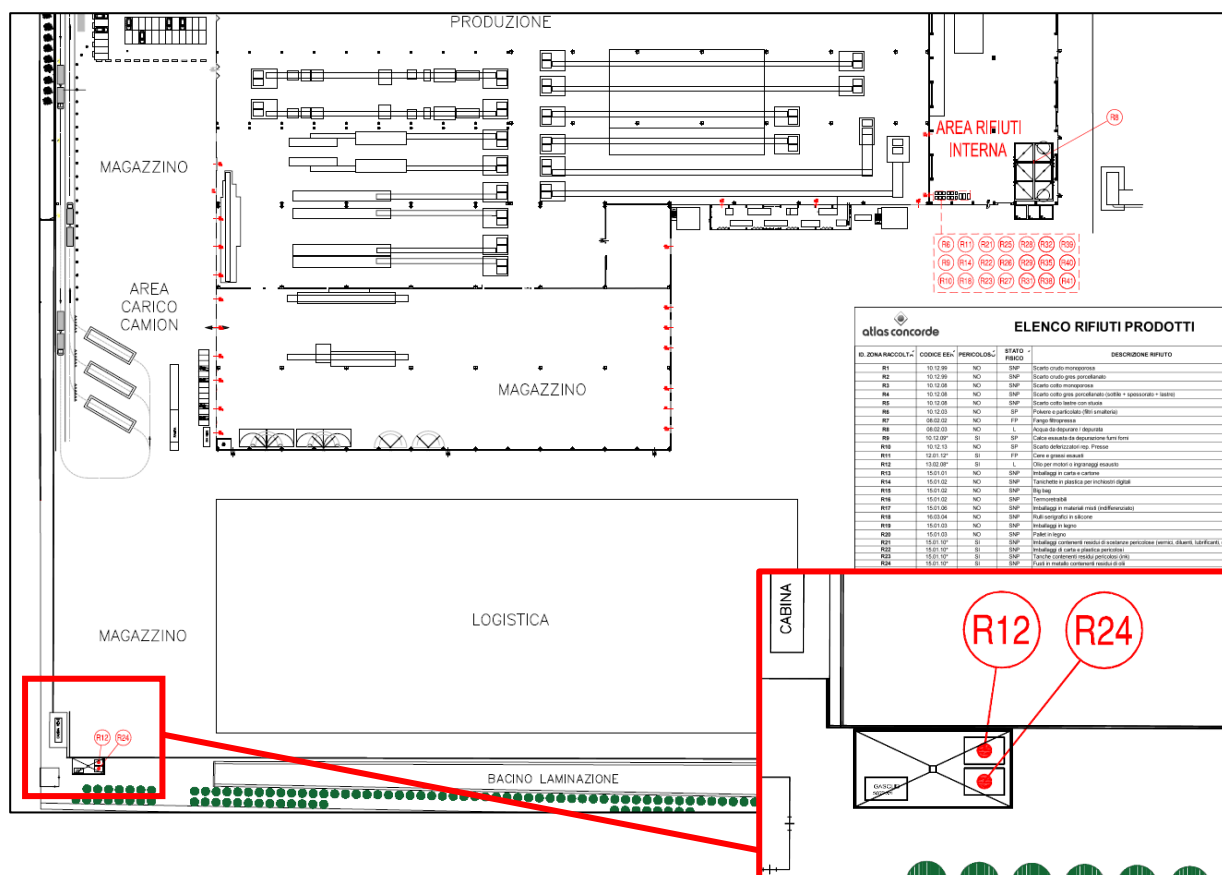 PRODUZIONE
MAGAZZINO
AREA RIFIUTI
INTERNA
R8
R6 R11 R21 R25 R28 R32 R39
R9 R14 R22 R26 R29 R35 R40
R10 R18 R23 R27 R31 R38 R41
AREA
CARICO
CAMION
MAGAZZINO
atlas concorde
ELENCO RIFIUTI PRODOTTI
ID. ZONA RACCOLTA CODICE EER PERICOLOSO STATO FISICO DESCRIZIONE RIFIUTO
R1 10.12.99 NO SNP Scarto crudo monoporosa
R2 10.12.99 NO SNP Scarto crudo gres porcellanato
R3 10.12.08 NO SNP Scarto cotto monoporosa
R4 10.12.08 NO SNP Scarto cotto gres porcellanato (sottile + spessorato + lastre)
R5 10.12.08 NO SNP Scarto cotto lastre con stuoia
R6 10.12.03 NO SP Polvere e particolato (filtri smalteria)
R7 08.02.02 NO FP Fango filtropressa
R8 08.02.03 NO L Acqua da depurare / depurata
R9 10.12.09* SI SP Calce esausta da depurazione fumi forni
R10 10.12.13 NO SP Scarto deferizzatori rep. Presse
R11 12.01.12* SI FP Cere e grassi esausti
R12 13.02.08* SI L Olio per motori o ingranaggi esausto
R13 15.01.01 NO SNP Imballaggi in carta e cartone
R14 15.01.02 NO SNP Tanichette in plastica per inchiostri digitali
R15 15.01.02 NO SNP Big bag
R16 15.01.02 NO SNP Termoretraibili
R17 15.01.06 NO SNP Imballaggi in materiali misti (indifferenziato)
R18 16.03.04 NO SNP Rulli serigrafici in silicone
R19 15.01.03 NO SNP Imballaggi in legno
R20 15.01.03 NO SNP Pallet in legno
R21 15.01.10* SI SNP Imballaggi contenenti residui di sostanze pericolose (vernici, diluenti, lubrificanti,
R22 15.01.10* SI SNP Imballaggi di carta e plastica pericolosi
R23 15.01.10* SI SNP Tanche contenenti residui pericolosi (ink)
R24 15.01.10* SI SNP Fusti in metallo contenenti residui di oli
LOGISTICA
MAGAZZINO
CABINA
R12 R24
R12 R24
GASOLIO
BACINO LAMINAZIONE